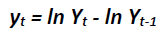 yt = ln Yt - ln Yt-1